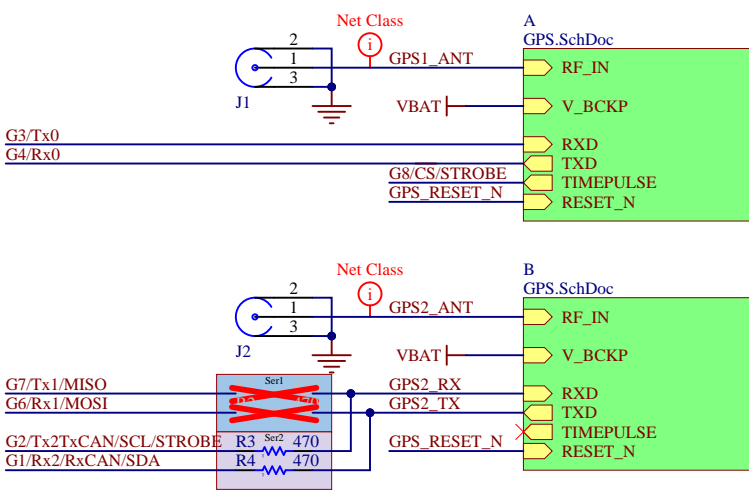 Net Class
A
GPS.SchDoc
2
1
3
J1
i
GPS1_ANT
RF_IN
VBAT
V_BCKP
G3/Tx0
RXD
G4/Rx0
TXD
G8/CS/STROBE
TIMEPULSE
GPS_RESET_N
RESET_N
Net Class
B
GPS.SchDoc
2
1
3
J2
i
GPS2_ANT
RF_IN
VBAT
V_BCKP
G7/Tx1/MISO
Ser1
GPS2_RX
RXD
G6/Rx1/MOSI
GPS2_TX
TXD
TIMEPULSE
G2/Tx2TxCAN/SCL/STROBE
R3
Ser2
470
GPS_RESET_N
RESET_N
G1/Rx2/RxCAN/SDA
R4
470